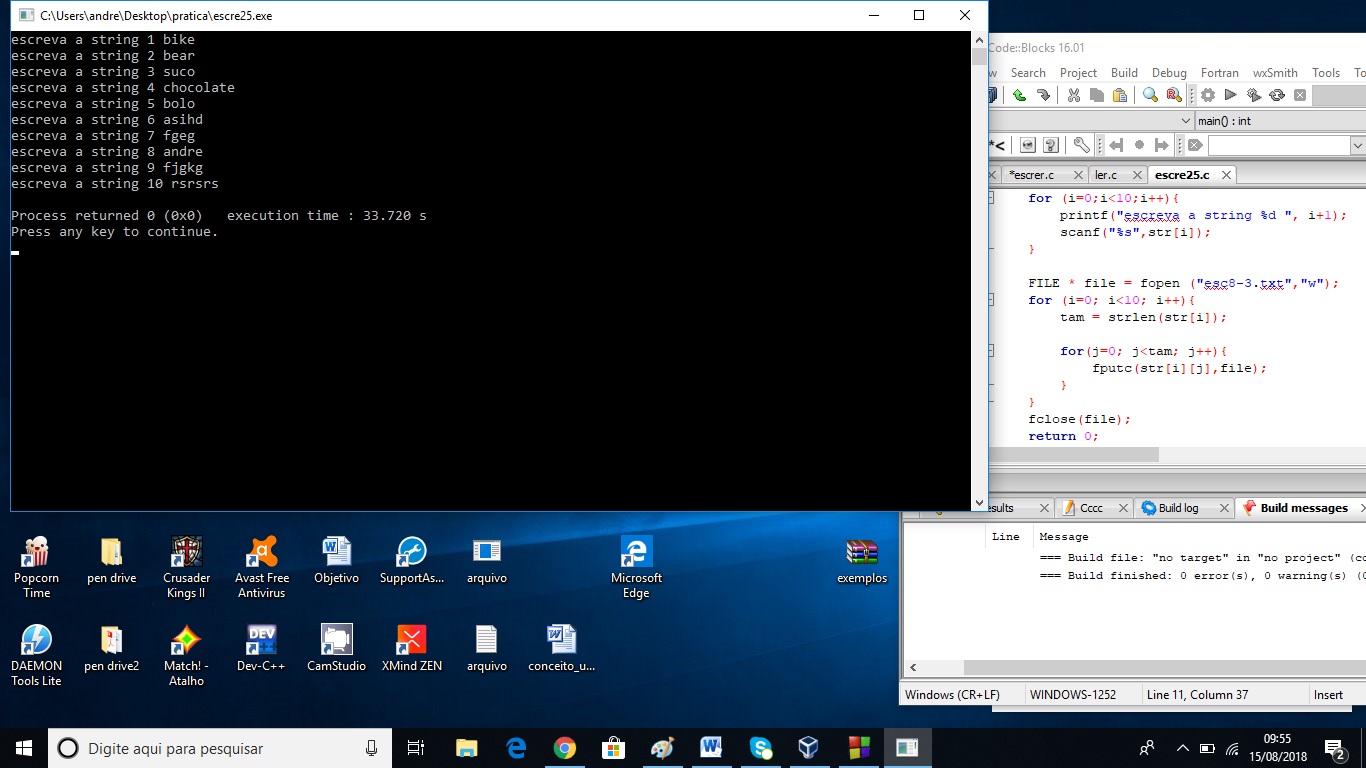 C:\Users\andre\Desktop\pratica\escre25.exe
escreva a string 1 bike
escreva a string 2 bear
escreva a string 3 suco
escreva a string 4 chocolate
escreva a string 5 bolo
escreva a string 6 asihd
escreva a string 7 fgeg
escreva a string 8 andre
escreva a string 9 fjgkg
escreva a string 10 rsrsrs
Process returned 0 (0x0)   execution time : 33.720 s
Press any key to continue.
Code::Blocks 16.01
w Search Project Build Debug Fortran wxSmith Tools To
main() : int
*<
*escrer.c ler.c escre25.c
for (i=0;i<10;i++){
printf("escreva a string %d ", i+1);
scanf("%s",str[i]);
}
FILE * file = fopen ("esc8-3.txt","w");
for (i=0; i<10; i++){
tam = strlen(str[i]);
for(j=0; j<tam; j++){
fputc(str[i][j],file);
}
}
fclose(file);
return 0;
esults Cccc Build log Build messages
Line Message
=== Build file: "no target" in "no project" (co
=== Build finished: 0 error(s), 0 warning(s) (0
Windows (CR+LF) WINDOWS-1252 Line 11, Column 37 Insert
Popcorn Time
pen drive
Crusader Kings II
Avast Free Antivirus
Objetivo
SupportAs...
arquivo
Microsoft Edge
exemplos
DAEMON Tools Lite
pen drive2
Match! - Atalho
DEV
Dev-C++
CamStudio
XMind ZEN
arquivo
conceito_u...
Digite aqui para pesquisar
09:55
15/08/2018
2